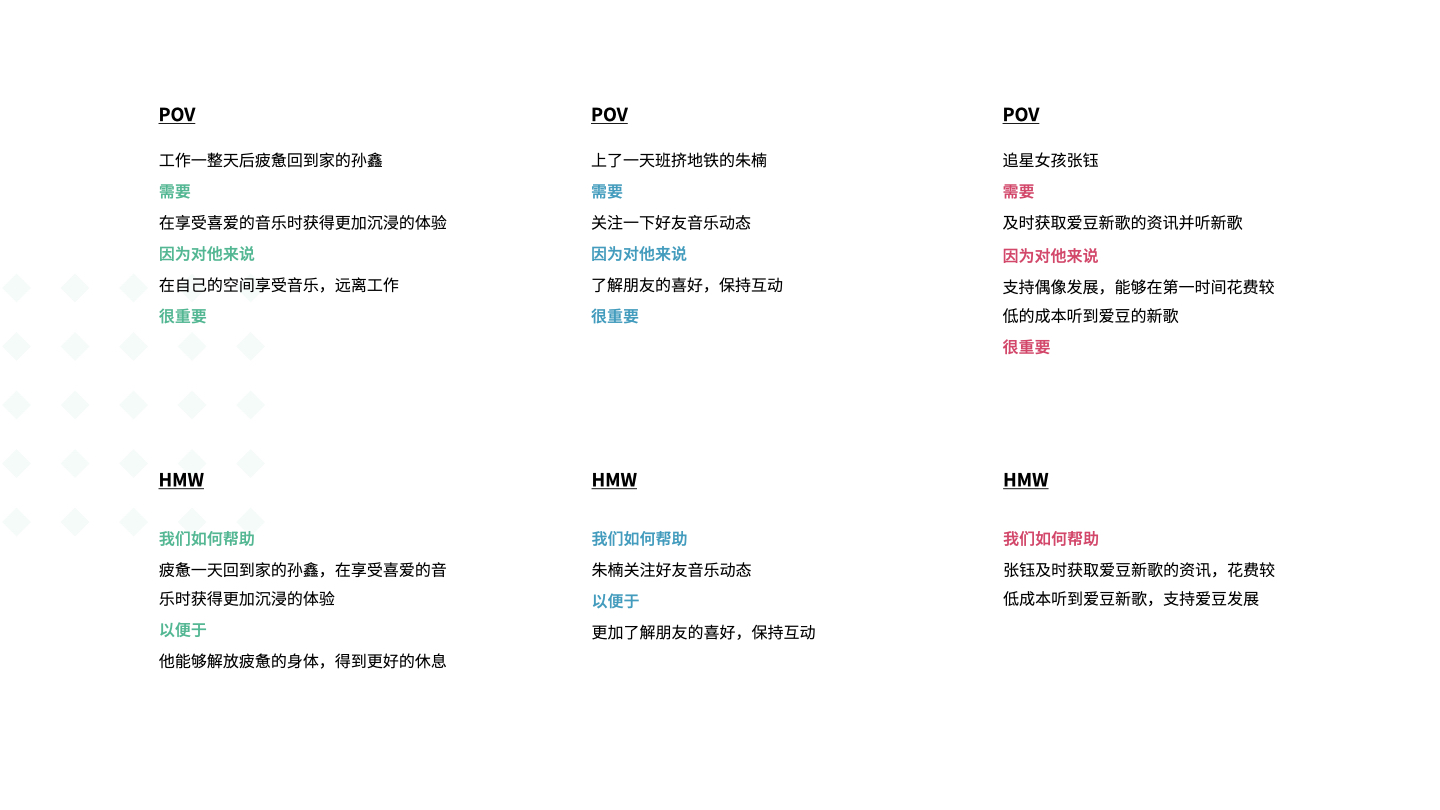 POV
工作一整天后疲惫回到家的孙鑫
需要
在享受喜爱的音乐时获得更加沉浸的体验
因为对他来说
在自己的空间享受音乐，远离工作
很重要
POV
上了一天班挤地铁的朱楠
需要
关注一下好友音乐动态
因为对他来说
了解朋友的喜好，保持互动
很重要
POV
追星女孩张钰
需要
及时获取爱豆新歌的资讯并听新歌
因为对他来说
支持偶像发展，能够在第一时间花费较
低的成本听到爱豆的新歌
很重要
HMW
我们如何帮助
疲惫一天回到家的孙鑫，在享受喜爱的音
乐时获得更加沉浸的体验
以便于
他能够解放疲惫的身体，得到更好的休息
HMW
我们如何帮助
朱楠关注好友音乐动态
以便于
更加了解朋友的喜好，保持互动
HMW
我们如何帮助
张钰及时获取爱豆新歌的资讯，花费较
低成本听到爱豆新歌，支持爱豆发展